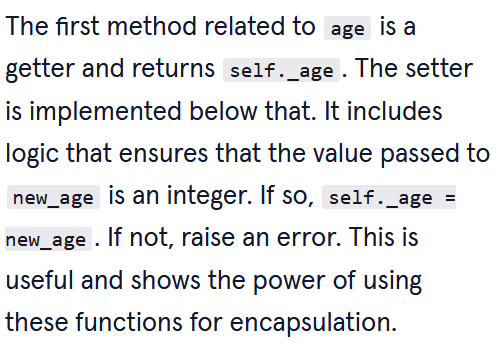 The first method related to age is a
getter and returns self._age. The setter
is implemented below that. It includes
logic that ensures that the value passed to
new_age is an integer. If so, self._age =
new_age. If not, raise an error. This is
useful and shows the power of using
these functions for encapsulation.